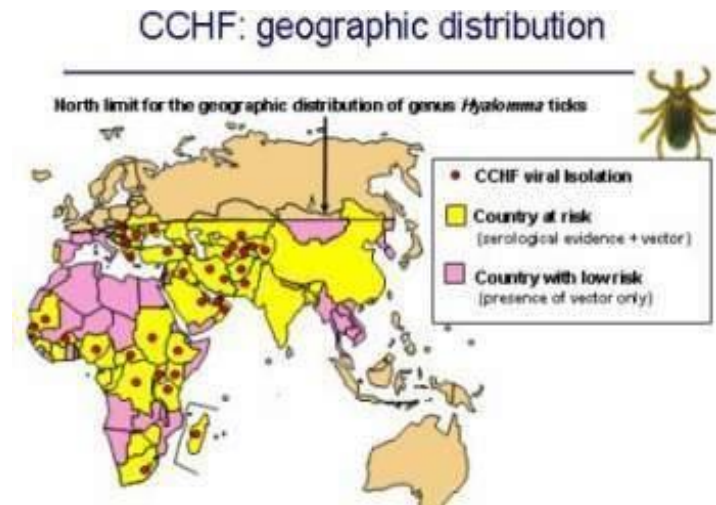 CCHF: geographic distribution
North limit for the geographic distribution of genus Hyalomma ticks
CCHF viral Isolation
Country at risk
(serological evidence + vector)
Country with low risk
(presence of vector only)